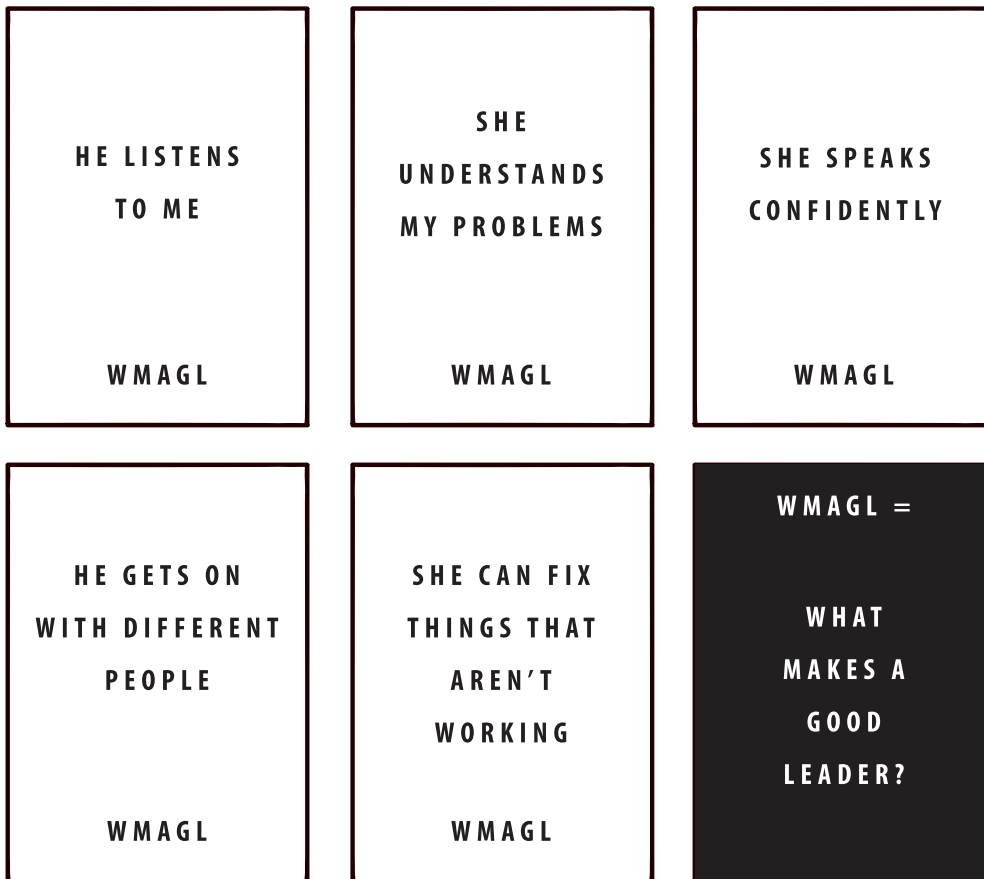 HE LISTENS
TO ME
WMAGL
SHE
UNDERSTANDS
MY PROBLEMS
WMAGL
SHE SPEAKS
CONFIDENTLY
WMAGL
HE GETS ON
WITH DIFFERENT
PEOPLE
WMAGL
SHE CAN FIX
THINGS THAT
AREN’T
WORKING
WMAGL
WMAGL =
WHAT
MAKES A
GOOD
LEADER?